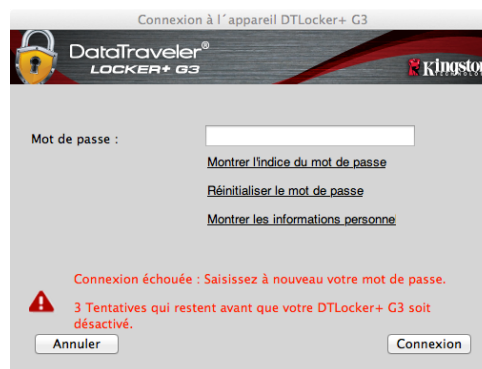 Connexion à l´appareil DTLocker+ G3
DataTraveler®
LOCKER+ G3
Kingston
TECHNOLOGY
Mot de passe :
Montrer l'indice du mot de passe
Réinitialiser le mot de passe
Montrer les informations personne
Connexion échouée : Saisissez à nouveau votre mot de passe.
3 Tentatives qui restent avant que votre DTLocker+ G3 soit
désactivé.
Annuler
Connexion